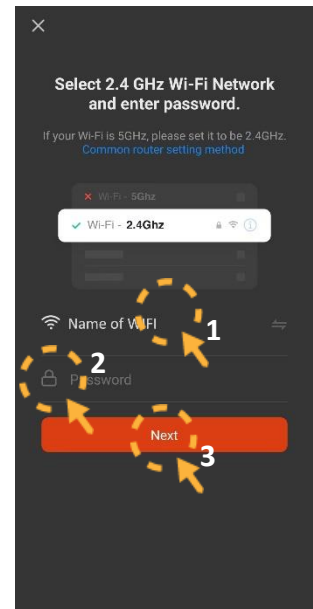 Select 2.4 GHz Wi-Fi Network
and enter password.
If your Wi-Fi is 5GHz, please set it to be 2.4GHz.
Common router setting method
Wi-Fi - 5Ghz
Wi-Fi - 2.4Ghz
Name of WIFI
1
2
Password
Next
3